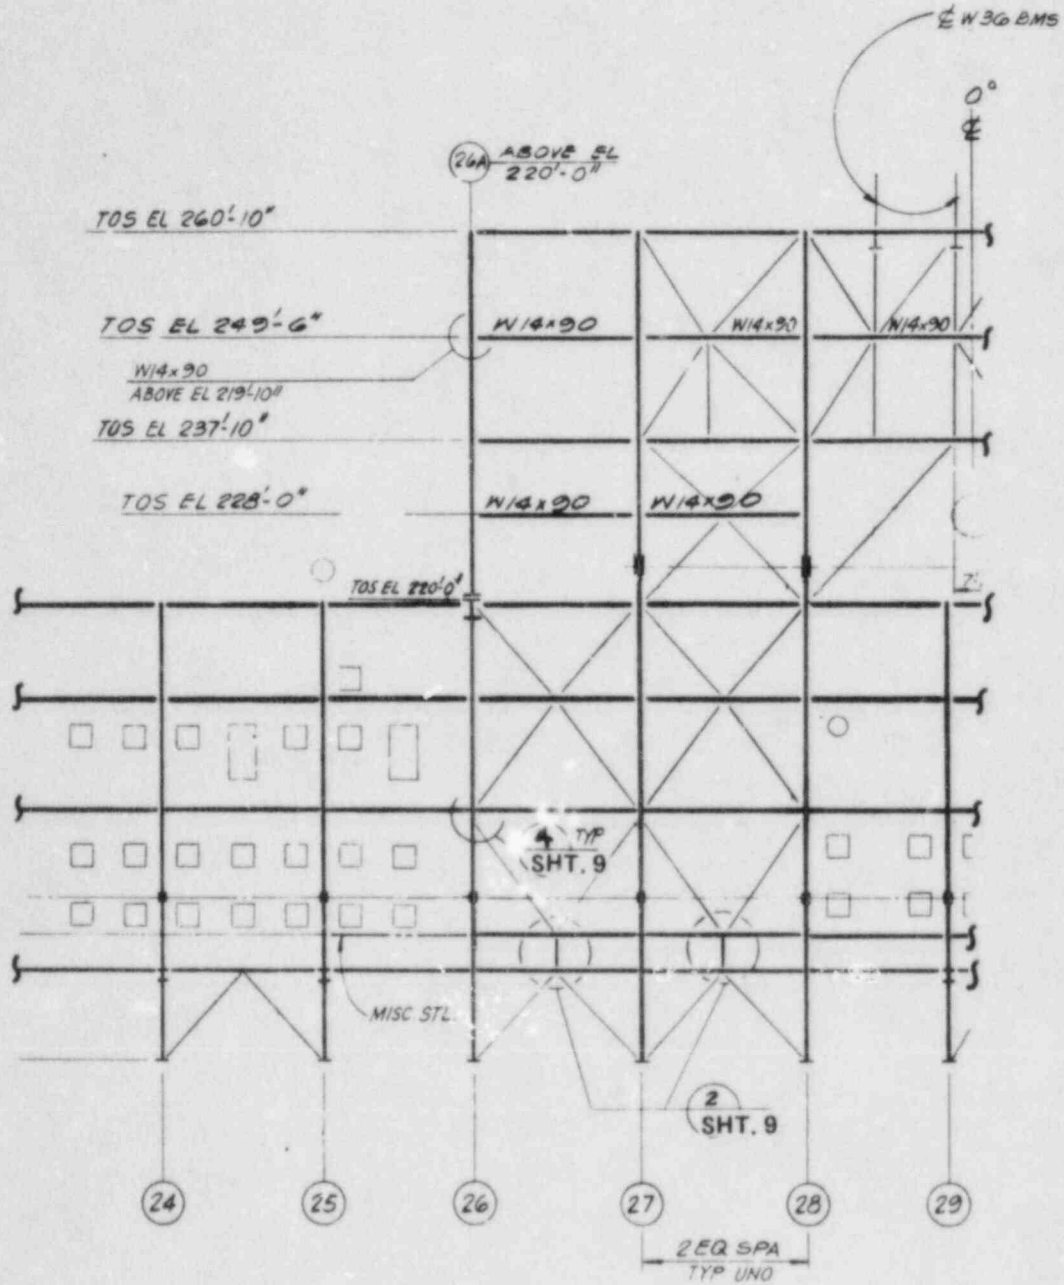 ℄ W36 BMS
0°
℄
26A ABOVE EL
220'-0"
TOS EL 260'-10"
TOS EL 249'-6"
W14x90
W14x90
W14x90
W14x90
ABOVE EL 219'-10"
TOS EL 237'-10"
TOS EL 228'-0"
W14x90
W14x90
TOS EL 220'-0"
4 TYP
SHT. 9
MISC STL
2
SHT. 9
24
25
26
27
28
29
2 EQ SPA
TYP UNO